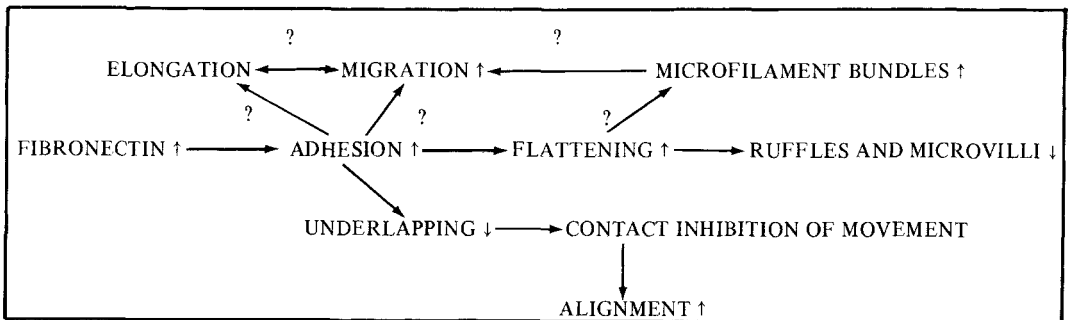 ? ?
ELONGATION MIGRATION ↑ MICROFILAMENT BUNDLES ↑
? ? ?
FIBRONECTIN ↑ ADHESION ↑ FLATTENING ↑ RUFFLES AND MICROVILLI ↓
UNDERLAPPING ↓ CONTACT INHIBITION OF MOVEMENT
ALIGNMENT ↑